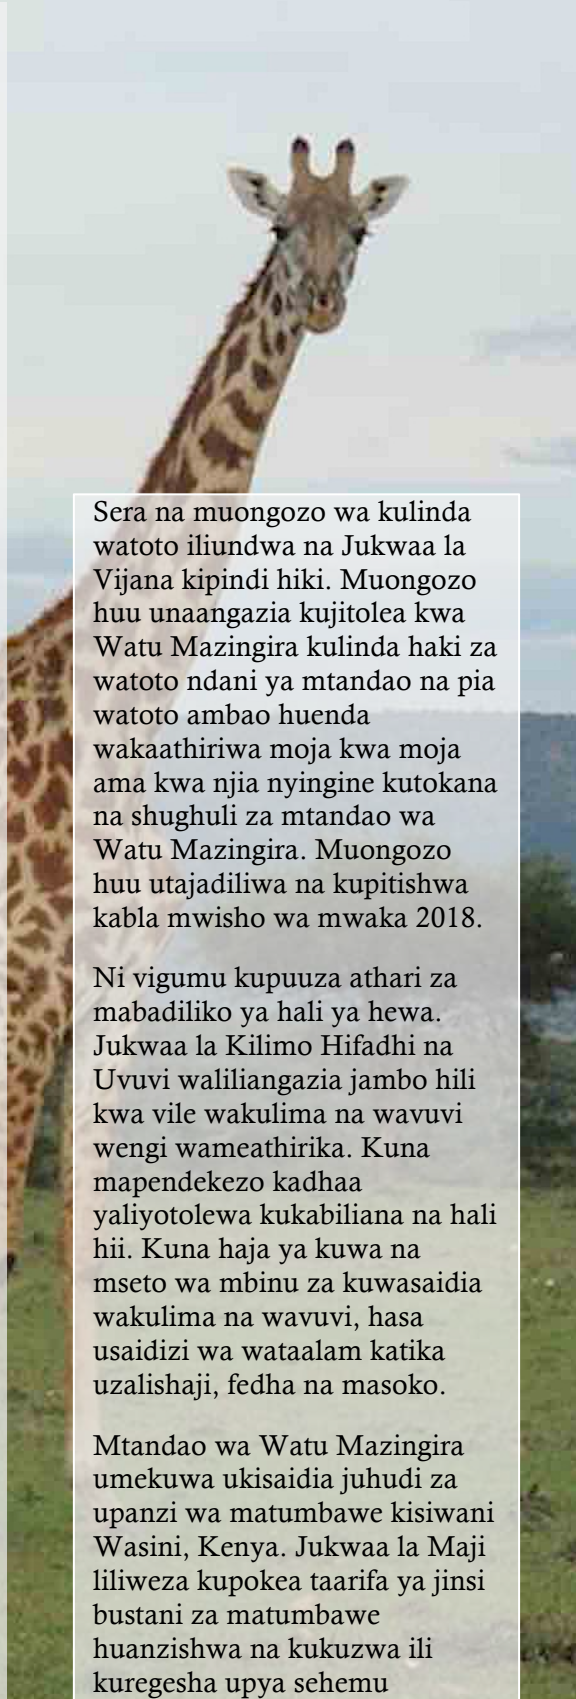 Sera na muongozo wa kulinda
watoto iliundwa na Jukwaa la
Vijana kipindi hiki. Muongozo
huu unaangazia kujitolea kwa
Watu Mazingira kulinda haki za
watoto ndani ya mtandao na pia
watoto ambao huenda
wakaathiriwa moja kwa moja
ama kwa njia nyingine kutokana
na shughuli za mtandao wa
Watu Mazingira. Muongozo
huu utajadiliwa na kupitishwa
kabla mwisho wa mwaka 2018.
Ni vigumu kupuuza athari za
mabadiliko ya hali ya hewa.
Jukwaa la Kilimo Hifadhi na
Uvuvi waliliangazia jambo hili
kwa vile wakulima na wavuvi
wengi wameathirika. Kuna
mapendekezo kadhaa
yaliyotolewa kukabiliana na hali
hii. Kuna haja ya kuwa na
mseto wa mbinu za kuwasaidia
wakulima na wavuvi, hasa
usaidizi wa wataalam katika
uzalishaji, fedha na masoko.
Mtandao wa Watu Mazingira
umekuwa ukisaidia juhudi za
upanzi wa matumbawe kisiwani
Wasini, Kenya. Jukwaa la Maji
liliweza kupokea taarifa ya jinsi
bustani za matumbawe
huanzishwa na kukuzwa ili
kuregesha upya sehemu